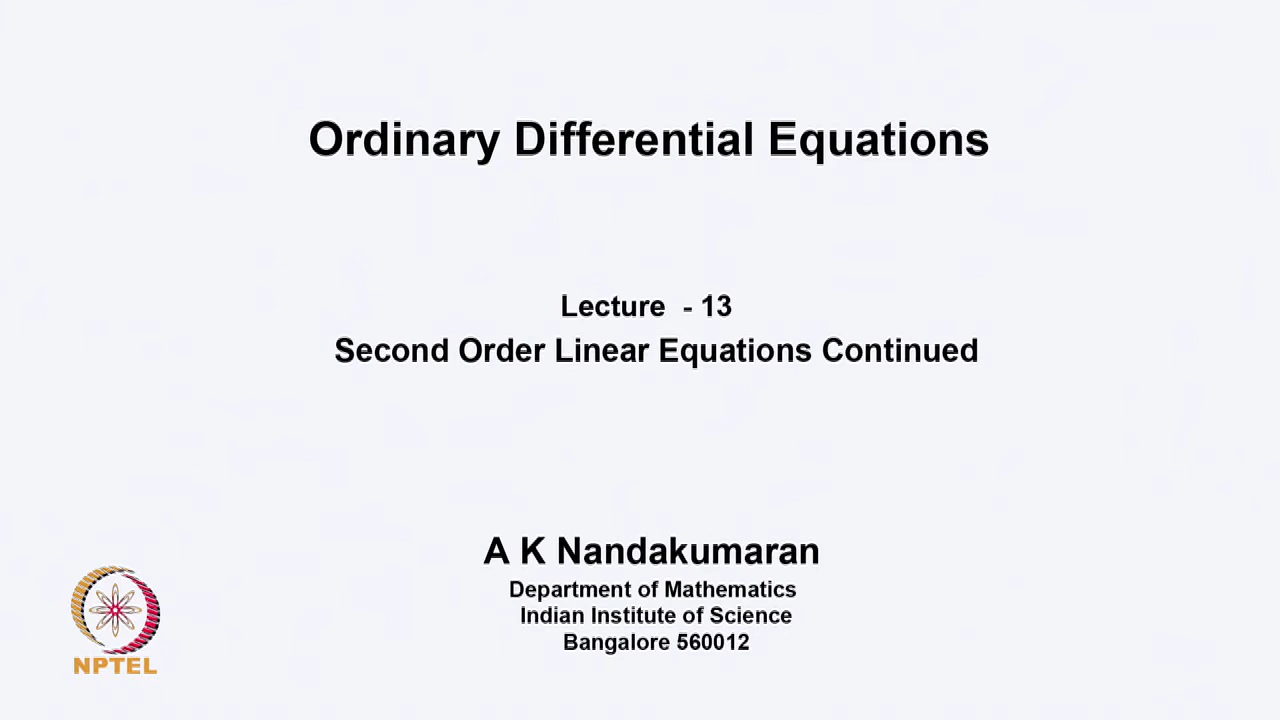 Ordinary Differential Equations
Lecture - 13
Second Order Linear Equations Continued
A K Nandakumaran
Department of Mathematics
Indian Institute of Science
Bangalore 560012
NPTEL